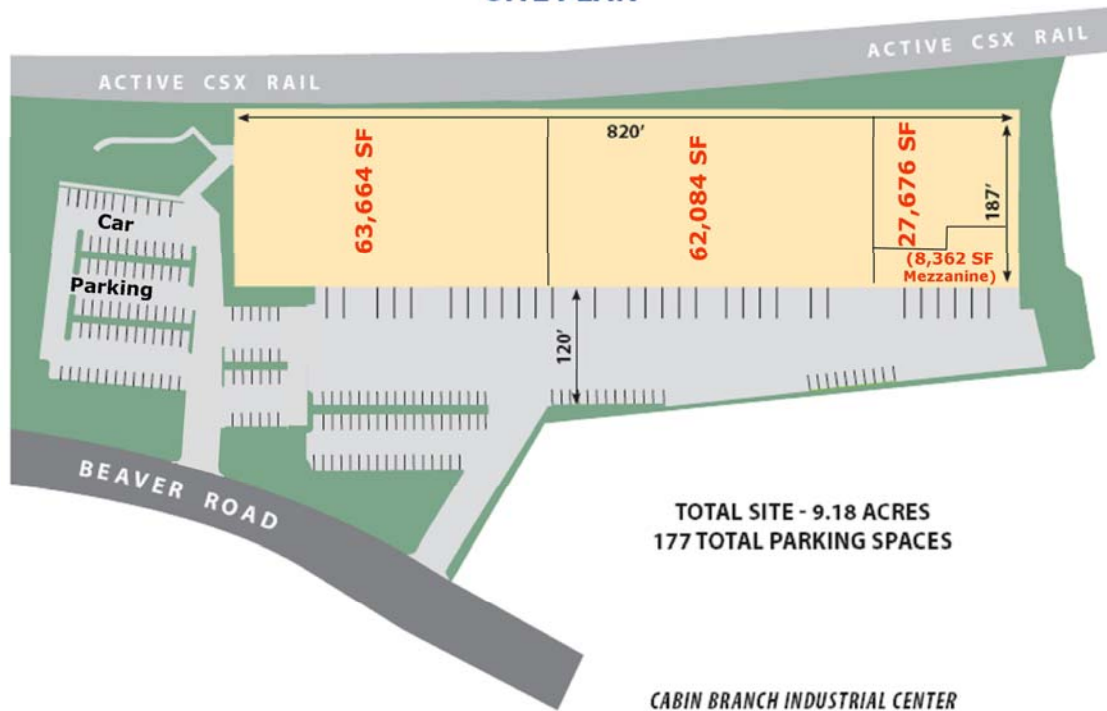 ACTIVE CSX RAIL
ACTIVE CSX RAIL
820'
63,664 SF
62,084 SF
27,676 SF
187'
(8,362 SF
Mezzanine)
Car
Parking
120'
BEAVER ROAD
TOTAL SITE - 9.18 ACRES
177 TOTAL PARKING SPACES
CABIN BRANCH INDUSTRIAL CENTER